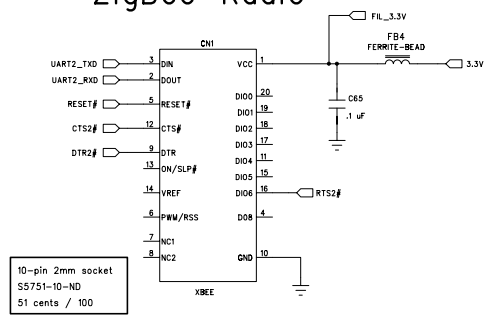 ZigBee Radio
FIL_3.3V
FB4
FERRITE-BEAD
3.3V
CN1
UART2_TXD 3 DIN VCC 1
UART2_RXD 2 DOUT
DIO0 20
RESET# 5 RESET# DIO1 19
C65
.1 uF
CTS2# 12 CTS# DIO2 18
DIO3 17
DTR2# 9 DTR DIO4 11
13 ON/SLP# DIO5 15
14 VREF DIO6 16 RTS2#
6 PWM/RSS DO8 4
7 NC1
8 NC2 GND 10
XBEE
10-pin 2mm socket
S5751-10-ND
51 cents / 100